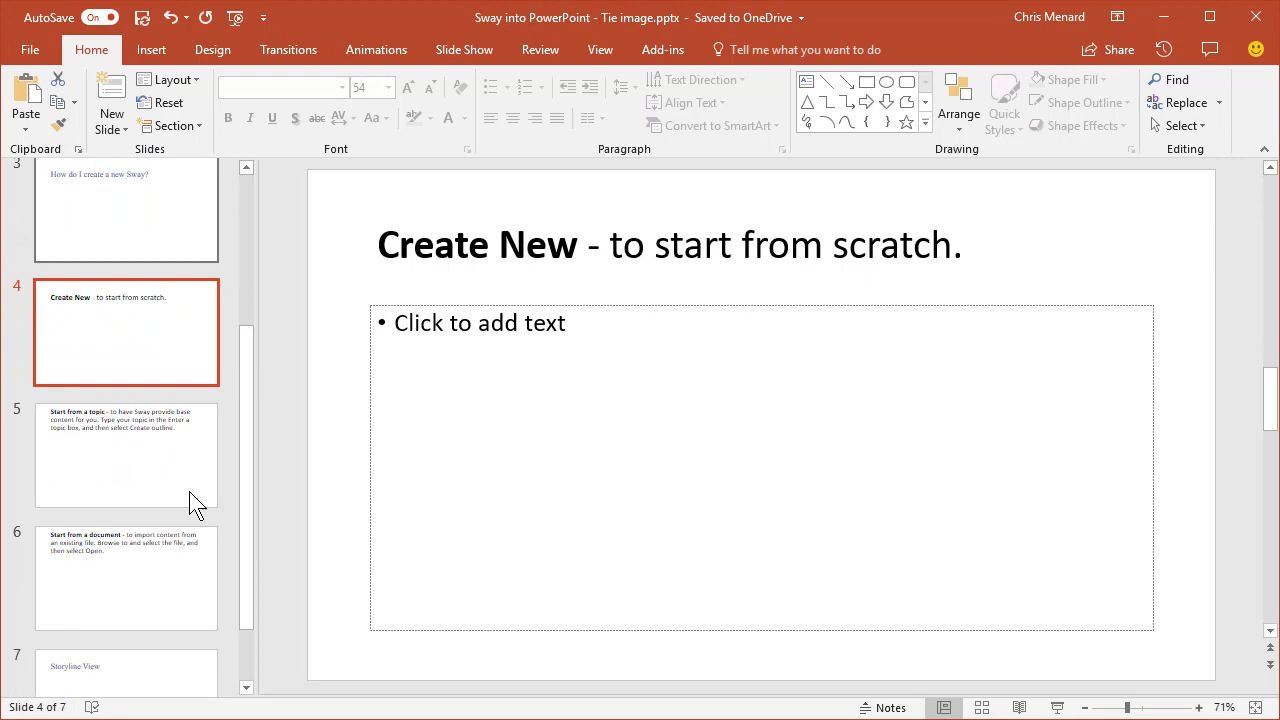 AutoSave On
Sway into PowerPoint - Tie image.pptx - Saved to OneDrive
Chris Menard
File Home Insert Design Transitions Animations Slide Show Review View Add-ins Tell me what you want to do Share
Paste
New Slide
Layout
Reset
Section
54
B I U S abc AV Aa A
Text Direction
Align Text
Convert to SmartArt
Arrange
Quick Styles
Shape Fill
Shape Outline
Shape Effects
Find
Replace
Select
Clipboard Slides Font Paragraph Drawing Editing
3
How do I create a new Sway?
4
Create New - to start from scratch.
5
Start from a topic - to have Sway provide base
content for you. Type your topic in the Enter a
topic box, and then select Create outline.
6
Start from a document - to import content from
an existing file. Browse to and select the file, and
then select Open.
7
Storyline View
Create New - to start from scratch.
• Click to add text
Slide 4 of 7
Notes
71%